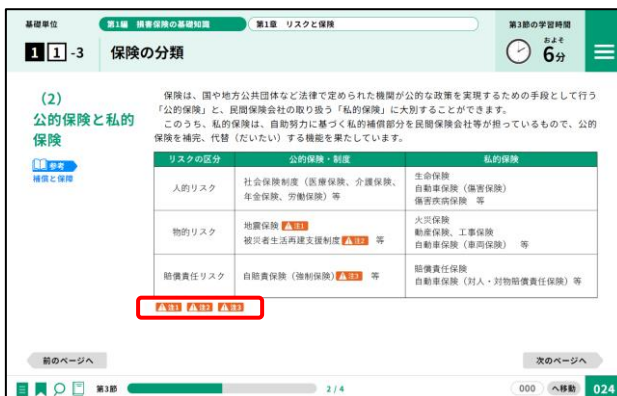 基礎単位
第1編 損害保険の基礎知識
第1章 リスクと保険
第3節の学習時間
1 1 -3 保険の分類
およそ
6分
(2)
公的保険と私的
保険
参考
補償と保障
保険は、国や地方公共団体など法律で定められた機関が公的な政策を実現するための手段として行う
「公的保険」と、民間保険会社の取り扱う「私的保険」に大別することができます。
このうち、私的保険は、自助努力に基づく私的補償部分を民間保険会社等が担っているもので、公的
保険を補完、代替(だいたい)する機能を果たしています。
リスクの区分 公的保険・制度 私的保険
人的リスク
社会保険制度(医療保険、介護保険、
年金保険、労働保険)等
生命保険
自動車保険(傷害保険)
傷害疾病保険 等
物的リスク
地震保険 注1
被災者生活再建支援制度 注2 等
火災保険
動産保険、工事保険
自動車保険(車両保険) 等
賠償責任リスク
自賠責保険(強制保険) 注3 等
賠償責任保険
自動車保険(対人・対物賠償責任保険)等
注1 注2 注3
前のページへ
次のページへ
第3節
2/4
000 へ移動 024